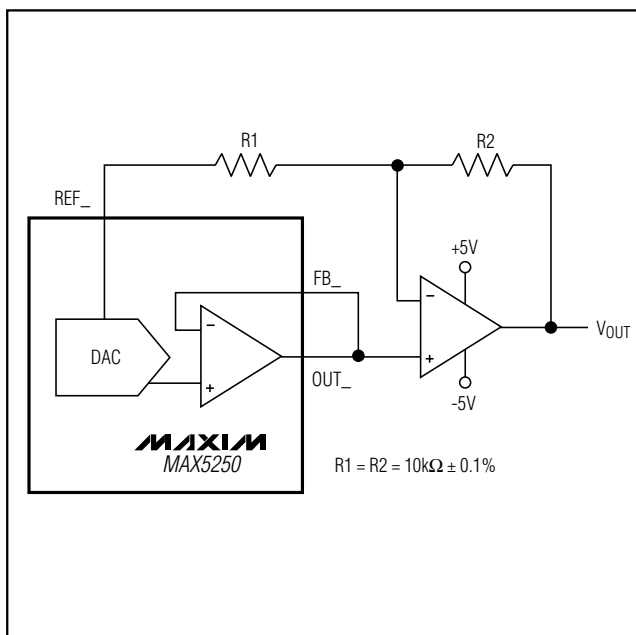 R1
R2
REF_
+5V
FB_
−
−
DAC
+
+
VOUT
OUT_
-5V
MAXIM
MAX5250
R1 = R2 = 10kΩ ± 0.1%